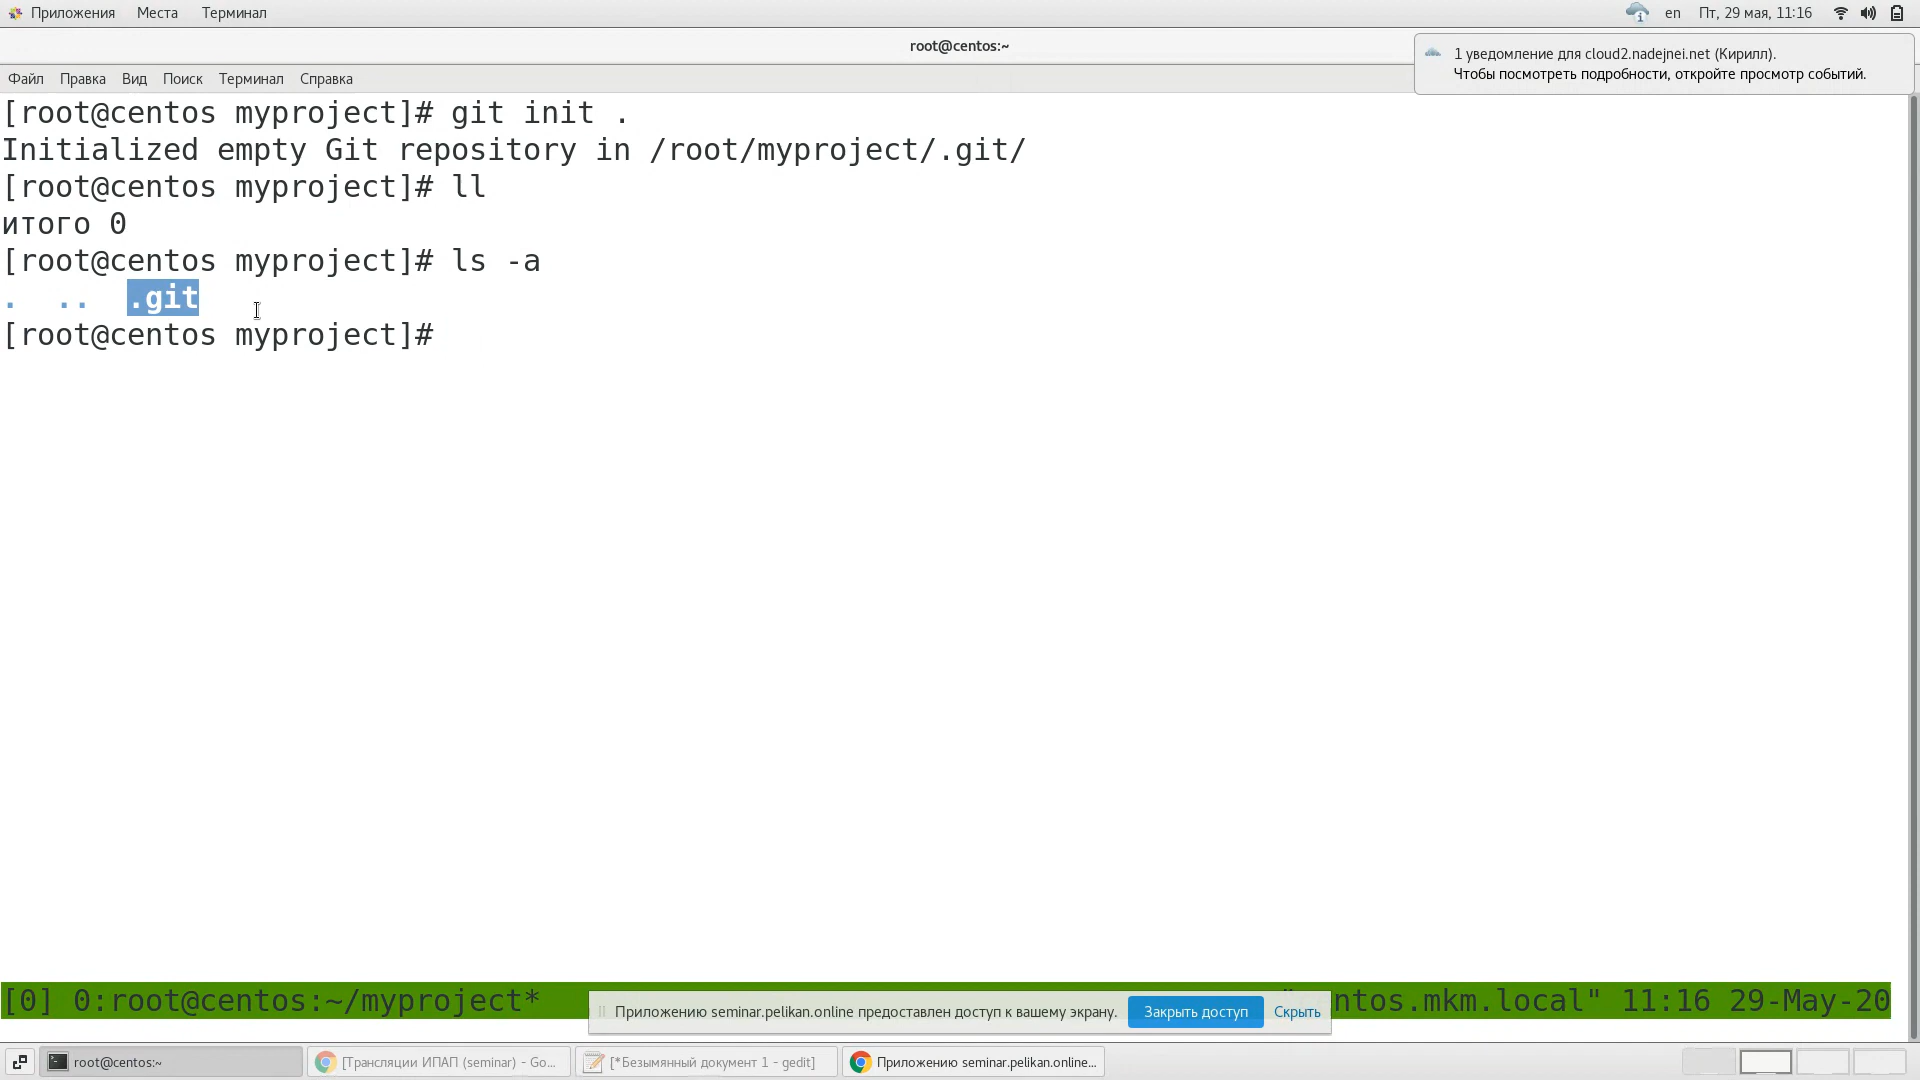 Приложения Места Терминал en Пт, 29 мая, 11:16
root@centos:~
1 уведомление для cloud2.nadejnei.net (Кирилл).
Чтобы посмотреть подробности, откройте просмотр событий.
Файл Правка Вид Поиск Терминал Справка
[root@centos myproject]# git init .
Initialized empty Git repository in /root/myproject/.git/
[root@centos myproject]# ll
итого 0
[root@centos myproject]# ls -a
. .. .git
[root@centos myproject]#
[0] 0:root@centos:~/myproject* "centos.mkm.local" 11:16 29-May-20
Приложению seminar.pelikan.online предоставлен доступ к вашему экрану. Закрыть доступ Скрыть
root@centos:~ [Трансляции ИПАП (seminar) - Go... [*Безымянный документ 1 - gedit] Приложению seminar.pelikan.online...